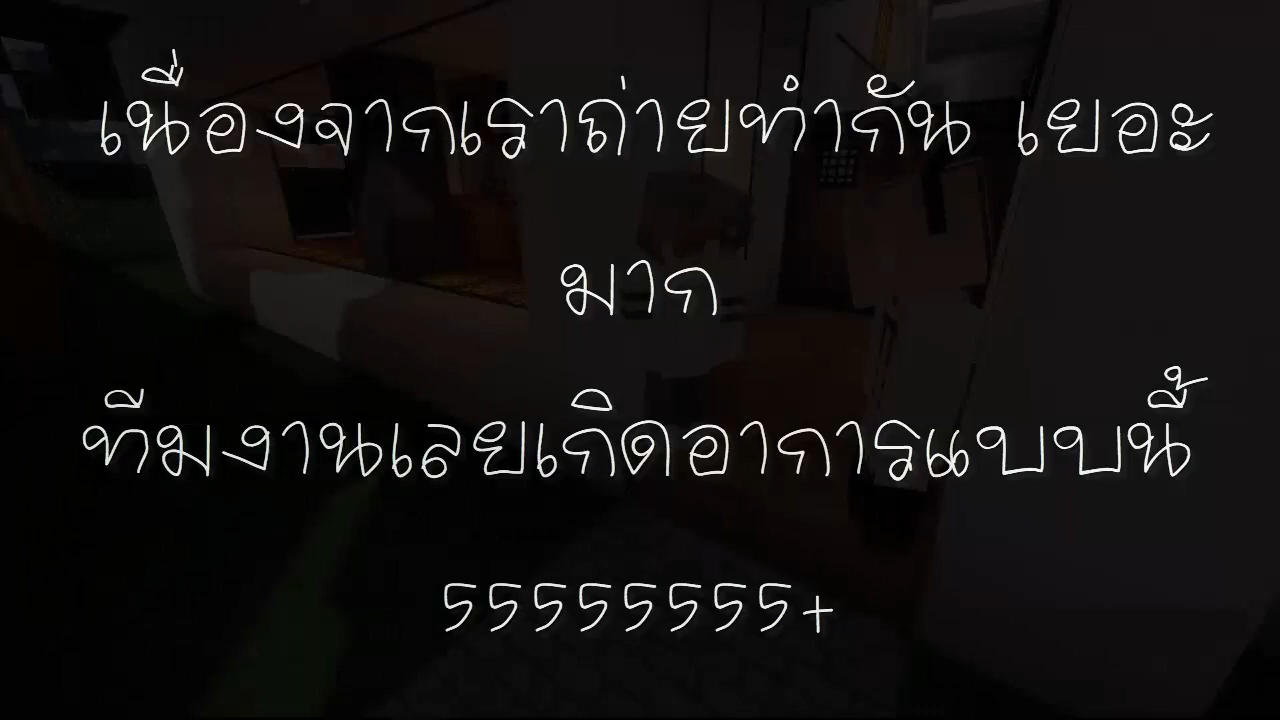 เนื่องจากเราถ่ายทำกัน เยอะ
มาก
ทีมงานเลยเกิดอาการแบบนี้
55555555+